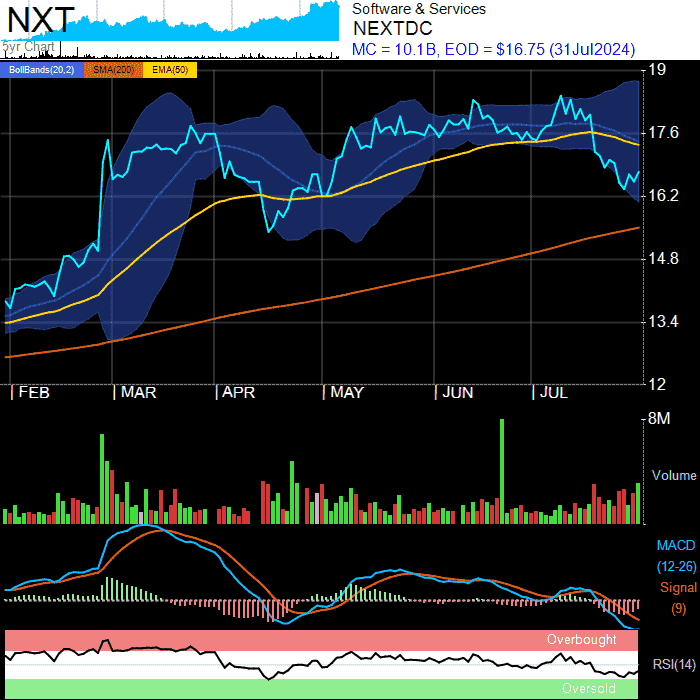 NXT
5yr Chart
Software & Services
NEXTDC
MC = 10.1B, EOD = $16.75 (31Jul2024)
BollBands(20,2) SMA(200) EMA(50)
19
17.6
16.2
14.8
13.4
12
FEB MAR APR MAY JUN JUL
8M
Volume
MACD
(12-26)
Signal
(9)
Overbought
RSI(14)
Oversold